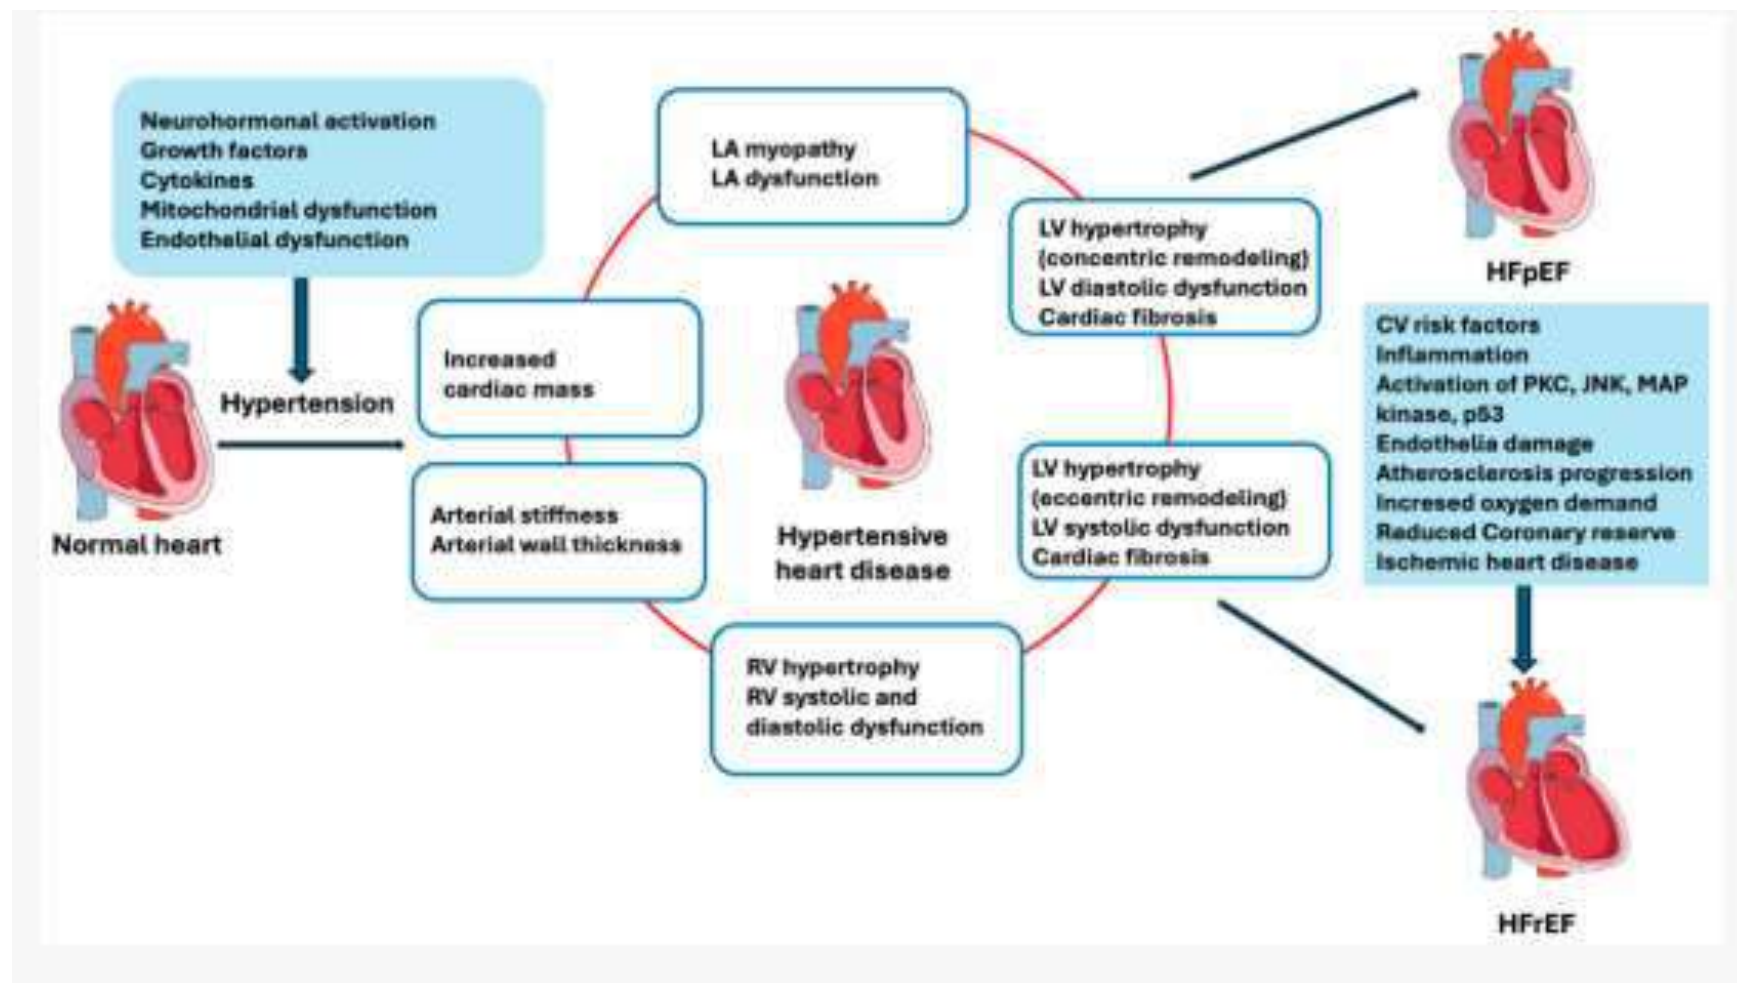 Neurohormonal activation
Growth factors
Cytokines
Mitochondrial dysfunction
Endothelial dysfunction
Hypertension
Normal heart
Increased
cardiac mass
Arterial stiffness
Arterial wall thickness
LA myopathy
LA dysfunction
Hypertensive
heart disease
RV hypertrophy
RV systolic and
diastolic dysfunction
LV hypertrophy
(concentric remodeling)
LV diastolic dysfunction
Cardiac fibrosis
LV hypertrophy
(eccentric remodeling)
LV systolic dysfunction
Cardiac fibrosis
HFpEF
CV risk factors
Inflammation
Activation of PKC, JNK, MAP
kinase, p53
Endothelia damage
Atherosclerosis progression
Incresed oxygen demand
Reduced Coronary reserve
Ischemic heart disease
HFrEF